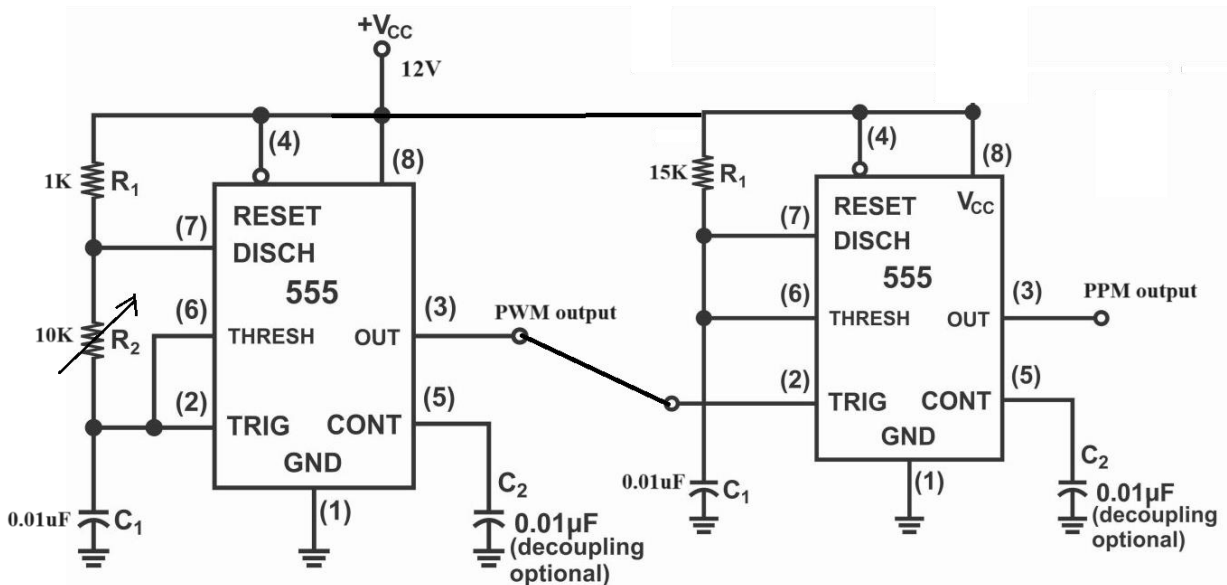 +VCC
12V
(4)
(8)
1K
R1
(7)
RESET
DISCH
555
(6)
THRESH
OUT
(3)
PWM output
10K
R2
(2)
TRIG
CONT
(5)
GND
(1)
0.01uF
C1
C2
0.01µF
(decoupling
optional)
(4)
(8)
15K
R1
(7)
RESET
VCC
DISCH
555
(6)
THRESH
OUT
(3)
PPM output
(2)
TRIG
CONT
(5)
GND
(1)
0.01uF
C1
C2
0.01µF
(decoupling
optional)